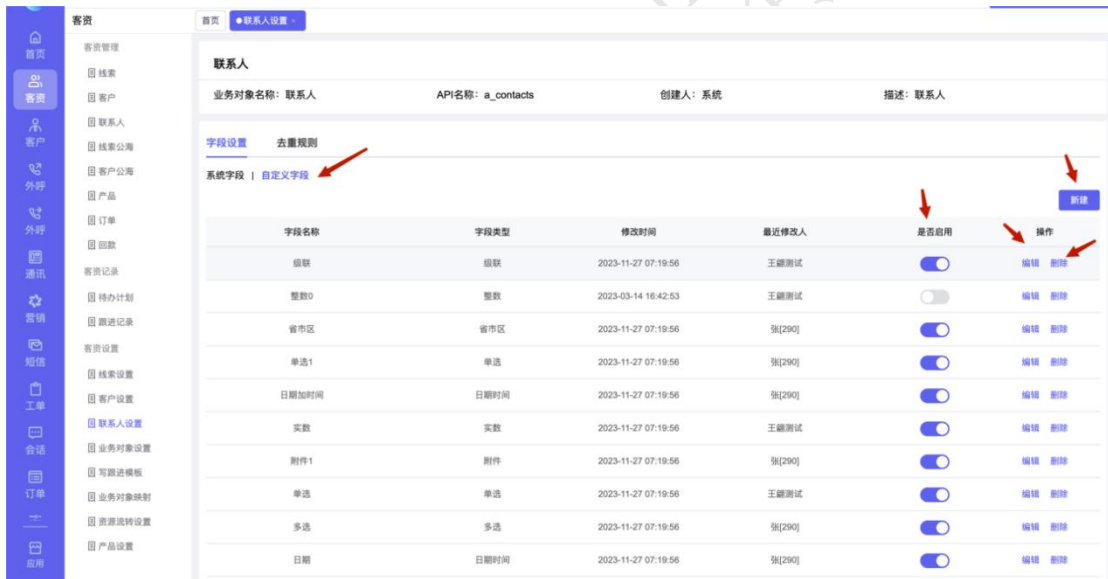 首页
客资
客户
外呼
外呼
通讯
营销
短信
工单
会话
订单
应用
客资
客资管理
线索
客户
联系人
线索公海
客户公海
产品
订单
回款
客资记录
待办计划
跟进记录
客资设置
线索设置
客户设置
联系人设置
业务对象设置
写跟进模板
业务对象映射
资源流转设置
产品设置
首页 ●联系人设置 ×
联系人
业务对象名称：联系人 API名称：a_contacts 创建人：系统 描述：联系人
字段设置 去重规则
系统字段 | 自定义字段
新建
字段名称 字段类型 修改时间 最近修改人 是否启用 操作
级联 级联 2023-11-27 07:19:56 王翩测试 编辑 删除
整数0 整数 2023-03-14 16:42:53 王翩测试 编辑 删除
省市区 省市区 2023-11-27 07:19:56 张[290] 编辑 删除
单选1 单选 2023-11-27 07:19:56 张[290] 编辑 删除
日期加时间 日期时间 2023-11-27 07:19:56 张[290] 编辑 删除
实数 实数 2023-11-27 07:19:56 王翩测试 编辑 删除
附件1 附件 2023-11-27 07:19:56 张[290] 编辑 删除
单选 单选 2023-11-27 07:19:56 王翩测试 编辑 删除
多选 多选 2023-11-27 07:19:56 张[290] 编辑 删除
日期 日期时间 2023-11-27 07:19:56 张[290] 编辑 删除